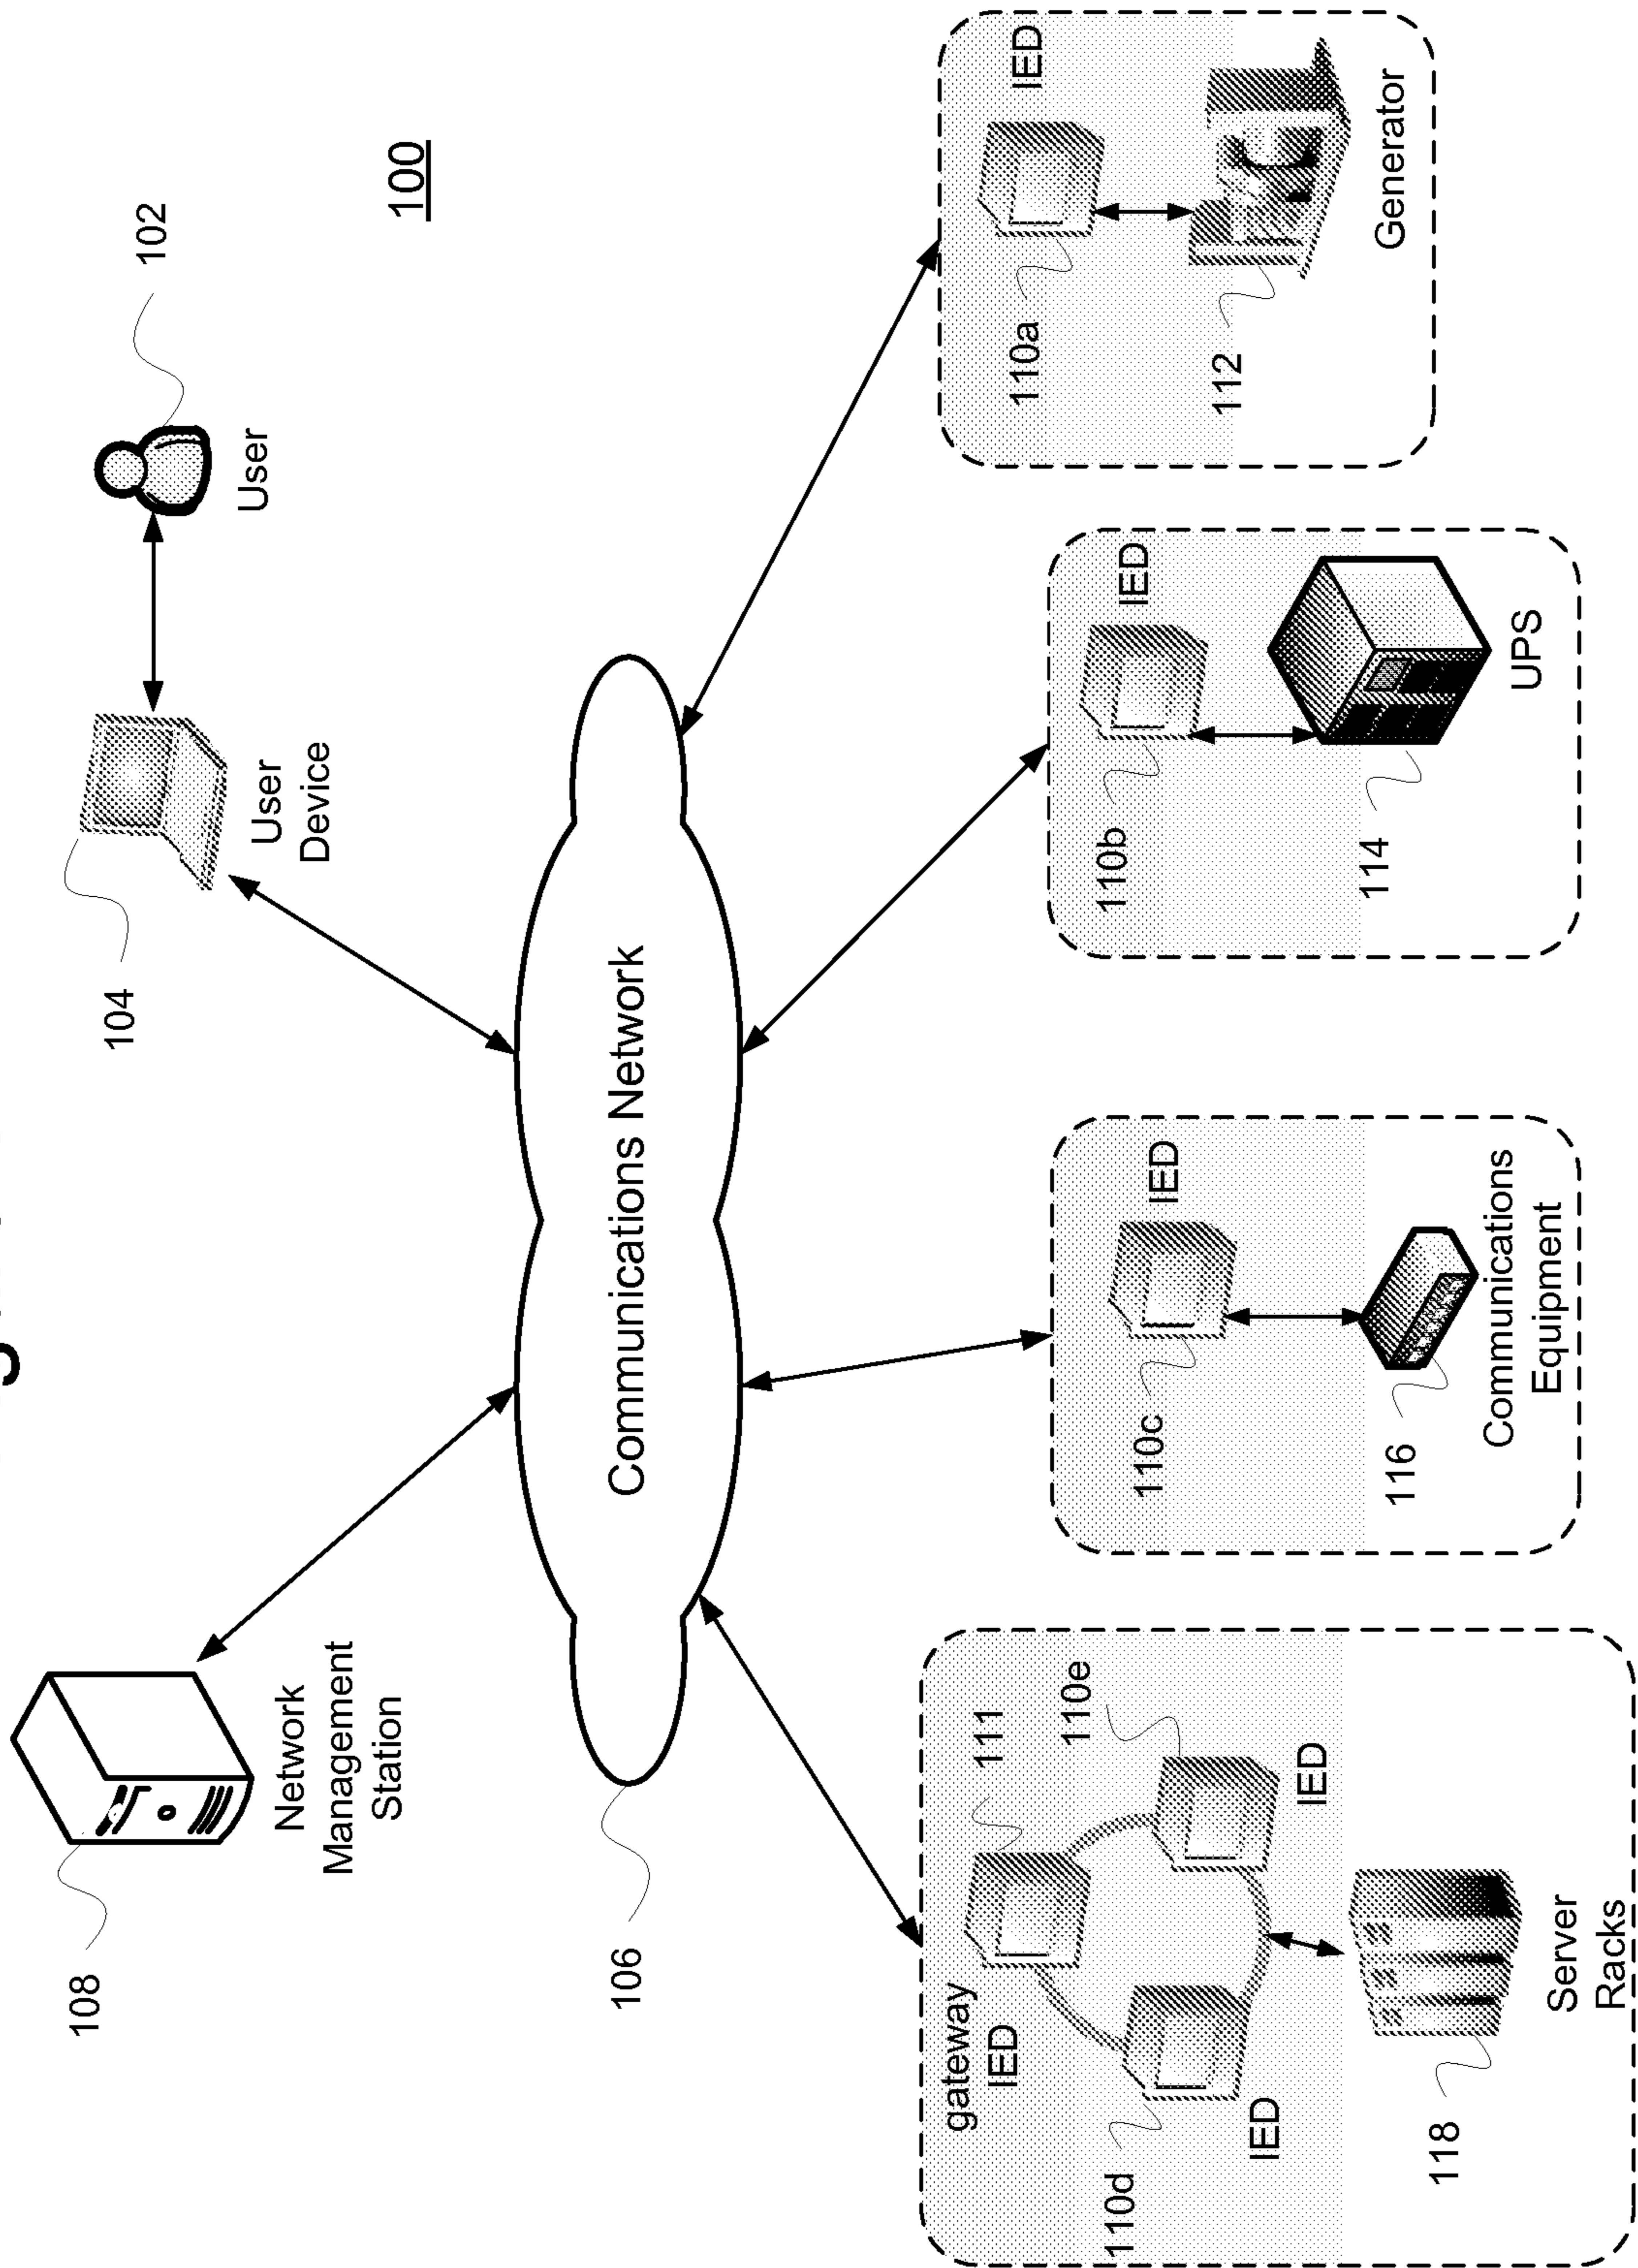 108
Network
Management
Station
104
User
Device
User
102
100
Communications Network
106
gateway
IED
111
110e
IED
110d
IED
118
Server
Racks
IED
110c
116
Communications
Equipment
IED
110b
114
UPS
IED
110a
112
Generator